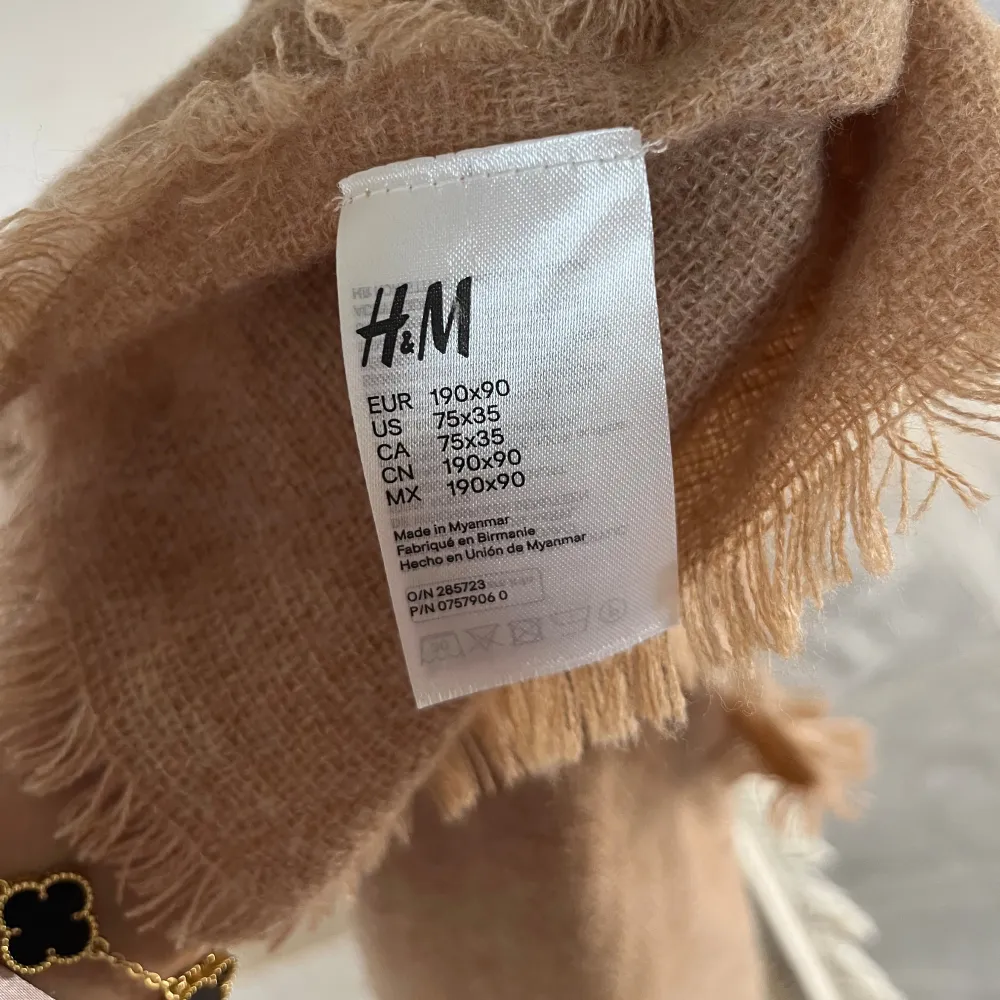 H&M
EUR 190x90
US 75x35
CA 75x35
CN 190x90
MX 190x90
Made in Myanmar
Fabriqué en Birmanie
Hecho en Unión de Myanmar
O/N 285723
P/N 0757906 0